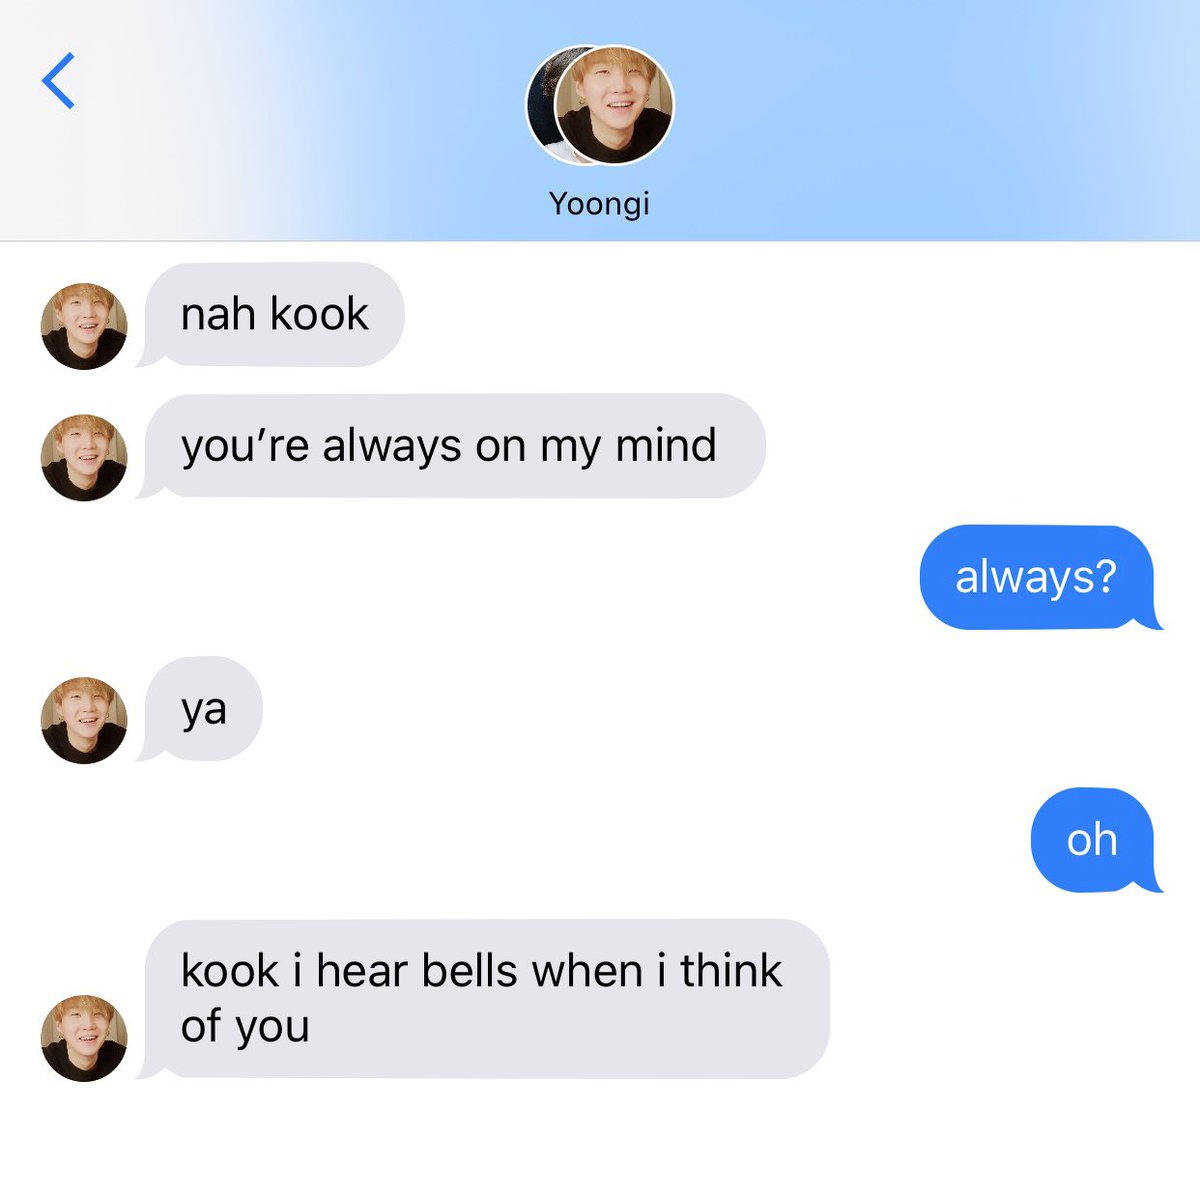 Yoongi
nah kook
you’re always on my mind
always?
ya
oh
kook i hear bells when i think
of you